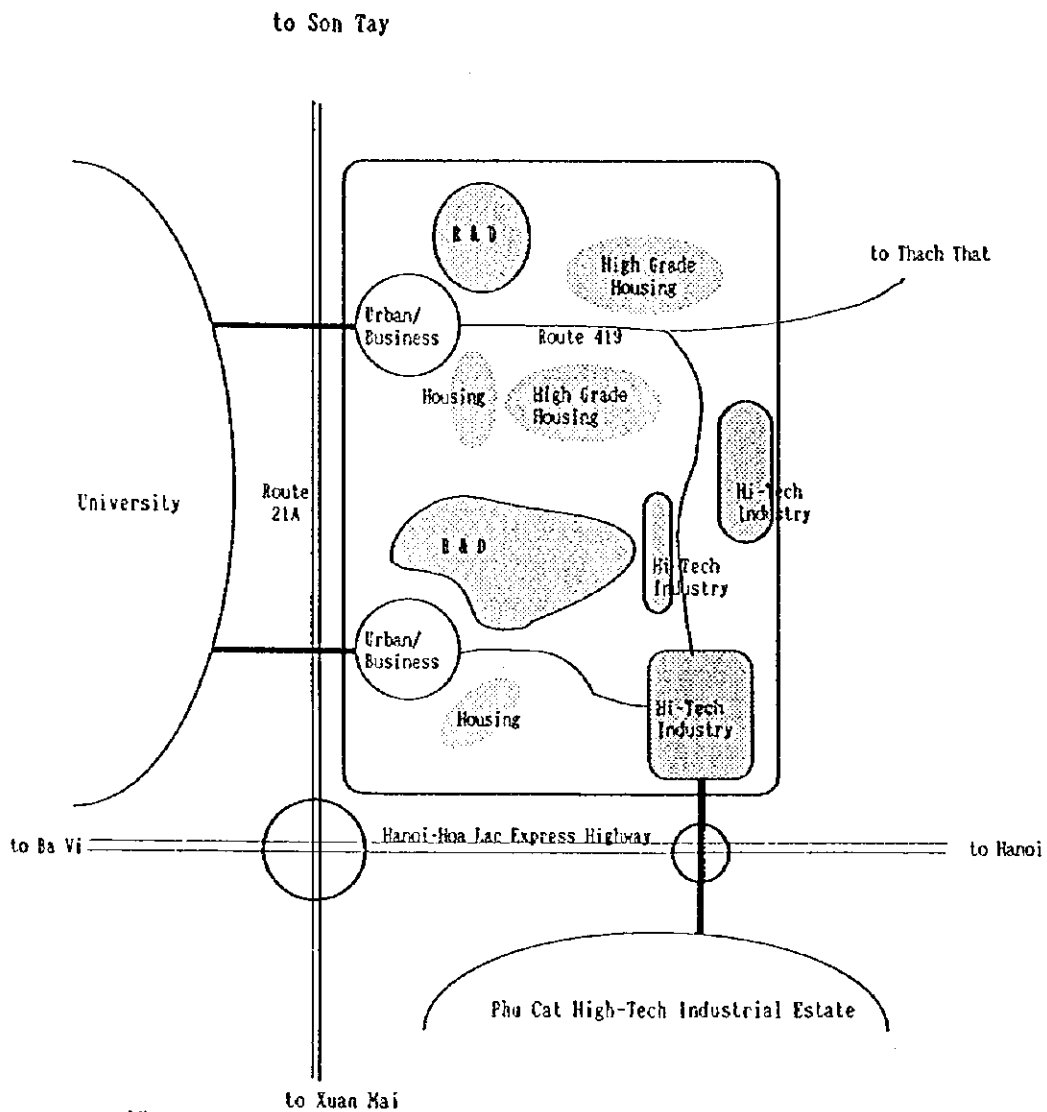 to Son Tay
R & D
High Grade
Housing
to Thach That
Urban/
Business
Route 419
Housing
High Grade
Housing
University
Route
21A
Hi-Tech
Industry
R & D
Hi-Tech
Industry
Urban/
Business
Housing
Hi-Tech
Industry
to Ba Vi
Hanoi-Hoa Lac Express Highway
to Hanoi
Phu Cat High-Tech Industrial Estate
to Xuan Mai